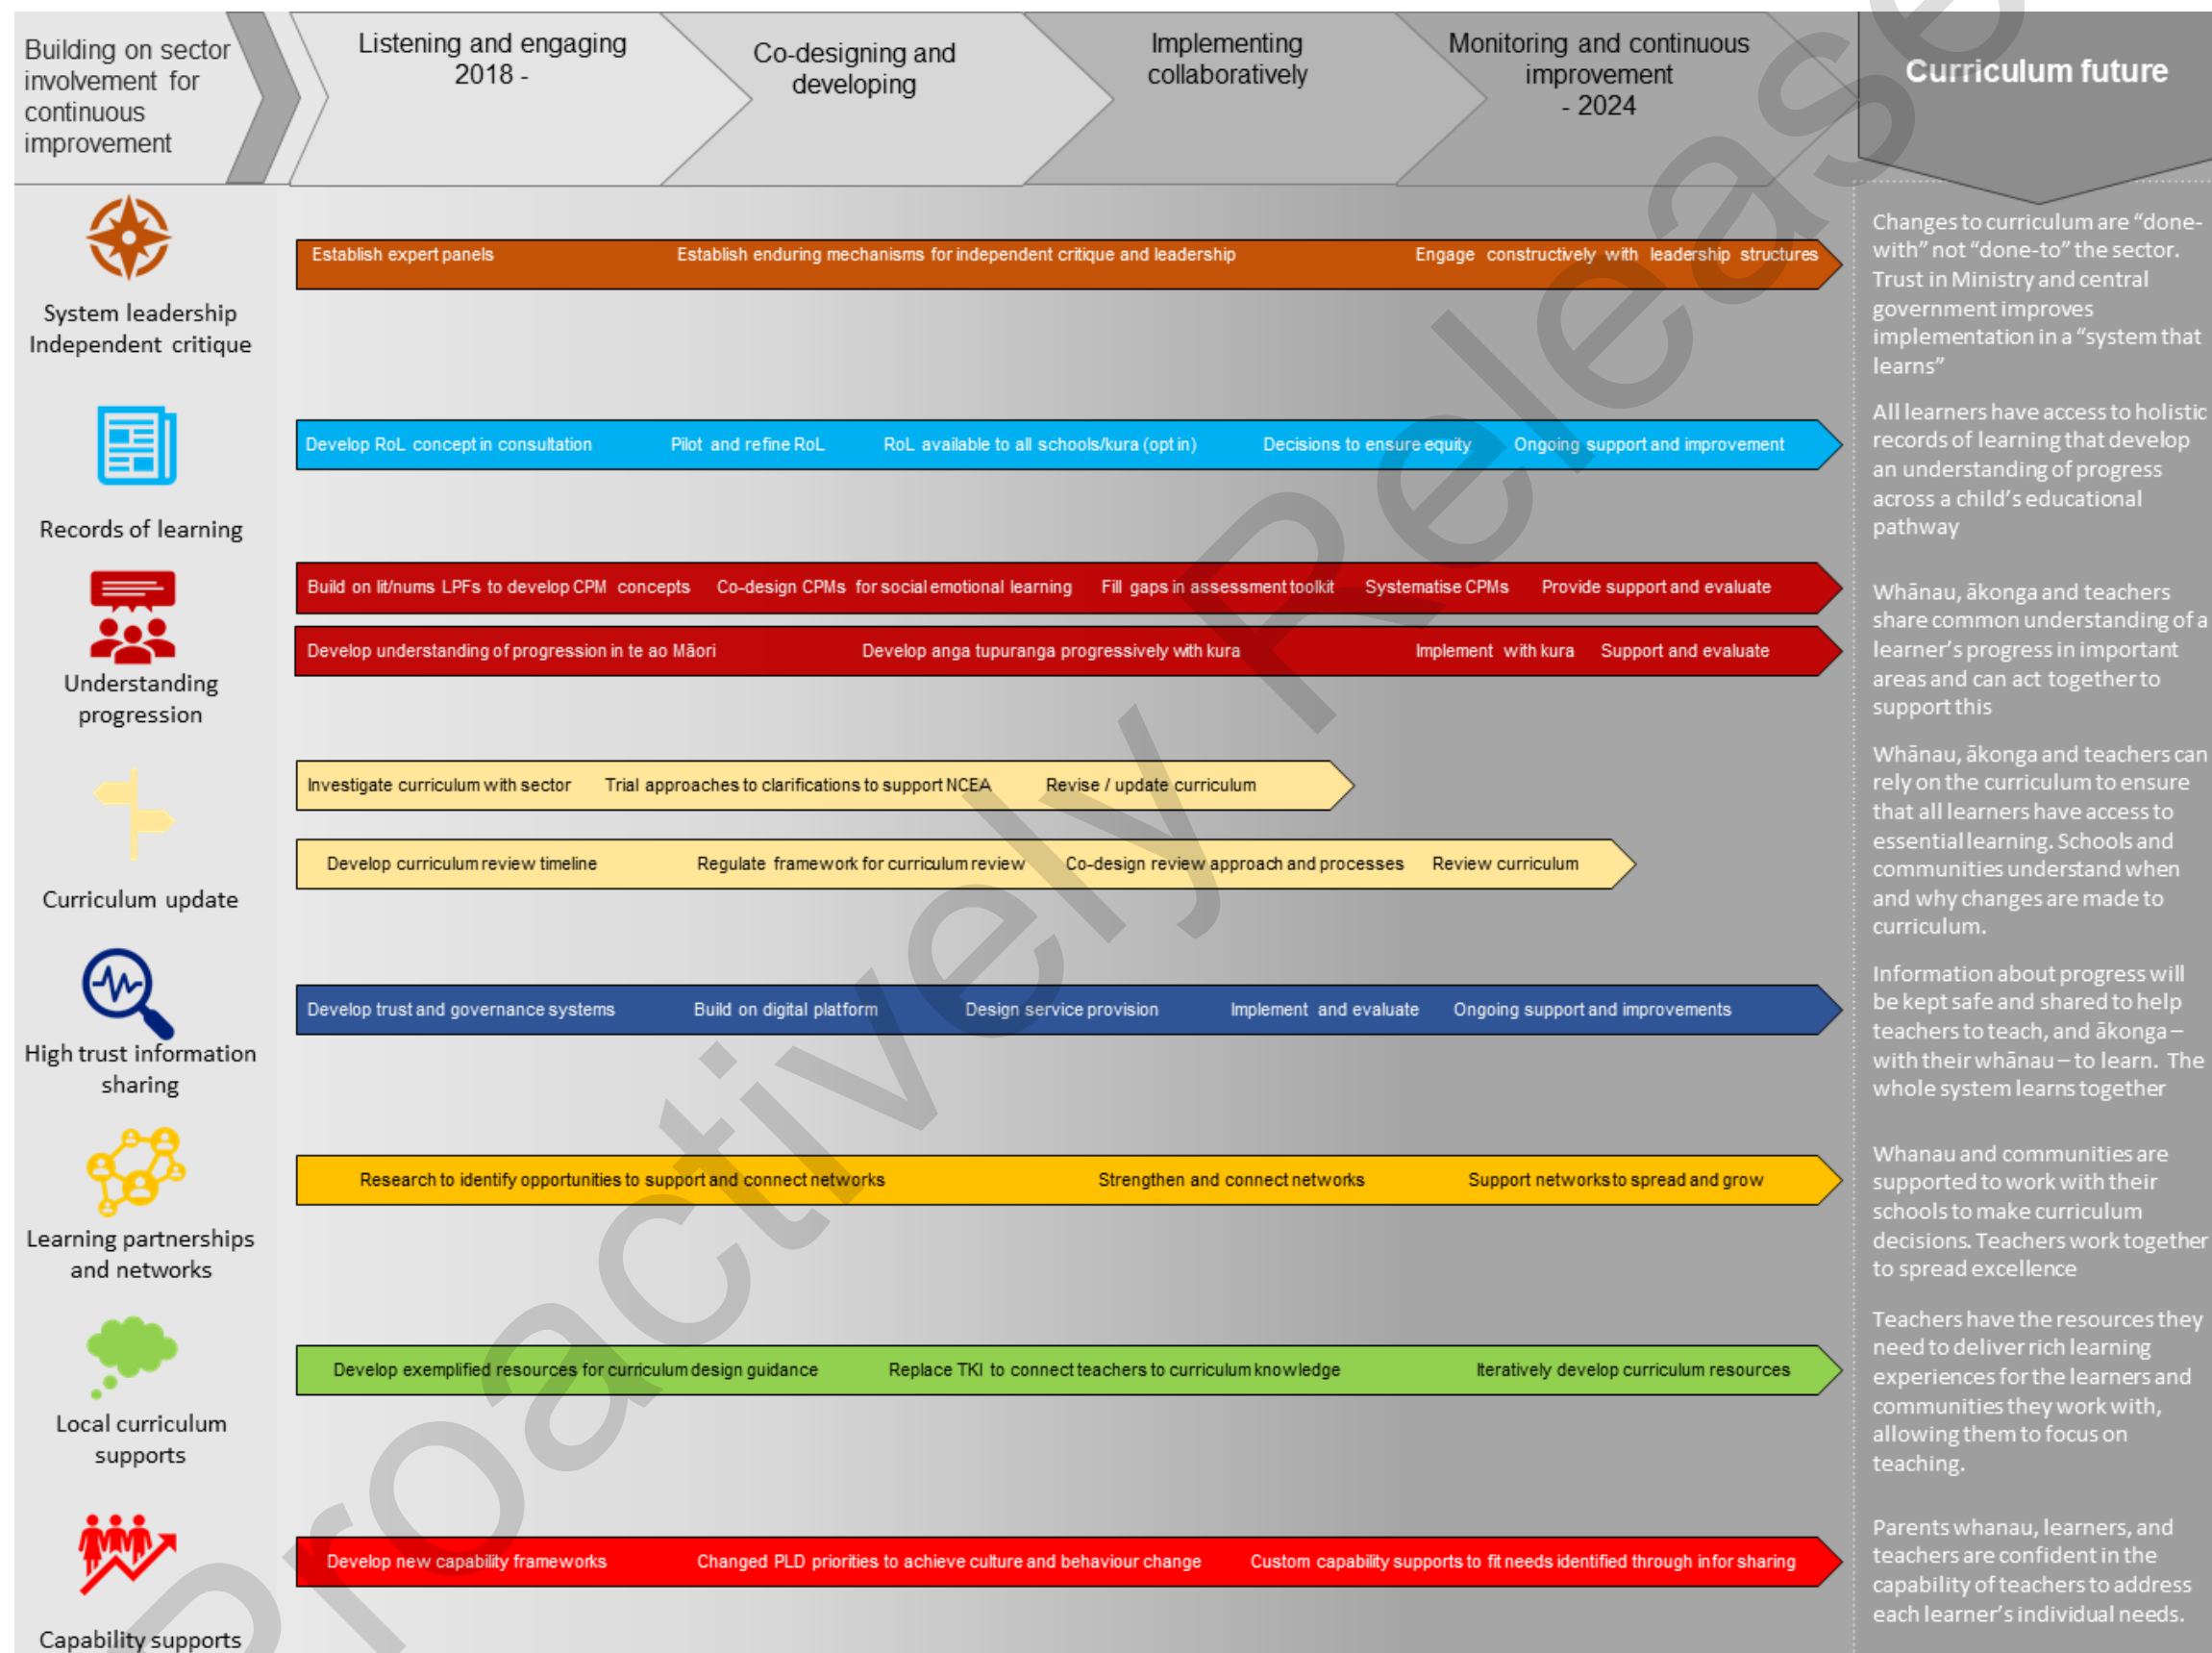 Building on sector
involvement for
continuous
improvement
Listening and engaging
2018 -
Co-designing and
developing
Implementing
collaboratively
Monitoring and continuous
improvement
- 2024
Curriculum future
System leadership
Independent critique
Establish expert panels
Establish enduring mechanisms for independent critique and leadership
Engage constructively with leadership structures
Changes to curriculum are “done-
with” not “done-to” the sector.
Trust in Ministry and central
government improves
implementation in a “system that
learns”
Records of learning
Develop RoL concept in consultation
Pilot and refine RoL
RoL available to all schools/kura (opt in)
Decisions to ensure equity
Ongoing support and improvement
All learners have access to holistic
records of learning that develop
an understanding of progress
across a child’s educational
pathway
Understanding
progression
Build on lit/nums LPFs to develop CPM concepts
Co-design CPMs for social emotional learning
Fill gaps in assessment toolkit
Systematise CPMs
Provide support and evaluate
Develop understanding of progression in te ao Māori
Develop anga tupuranga progressively with kura
Implement with kura
Support and evaluate
Whānau, ākonga and teachers
share common understanding of a
learner’s progress in important
areas and can act together to
support this
Curriculum update
Investigate curriculum with sector
Trial approaches to clarifications to support NCEA
Revise / update curriculum
Develop curriculum review timeline
Regulate framework for curriculum review
Co-design review approach and processes
Review curriculum
Whānau, ākonga and teachers can
rely on the curriculum to ensure
that all learners have access to
essential learning. Schools and
communities understand when
and why changes are made to
curriculum.
High trust information
sharing
Develop trust and governance systems
Build on digital platform
Design service provision
Implement and evaluate
Ongoing support and improvements
Information about progress will
be kept safe and shared to help
teachers to teach, and ākonga –
with their whānau – to learn. The
whole system learns together
Learning partnerships
and networks
Research to identify opportunities to support and connect networks
Strengthen and connect networks
Support networks to spread and grow
Whanau and communities are
supported to work with their
schools to make curriculum
decisions. Teachers work together
to spread excellence
Local curriculum
supports
Develop exemplified resources for curriculum design guidance
Replace TKI to connect teachers to curriculum knowledge
Iteratively develop curriculum resources
Teachers have the resources they
need to deliver rich learning
experiences for the learners and
communities they work with,
allowing them to focus on
teaching.
Capability supports
Develop new capability frameworks
Changed PLD priorities to achieve culture and behaviour change
Custom capability supports to fit needs identified through infor sharing
Parents whanau, learners, and
teachers are confident in the
capability of teachers to address
each learner’s individual needs.
Proactively Release